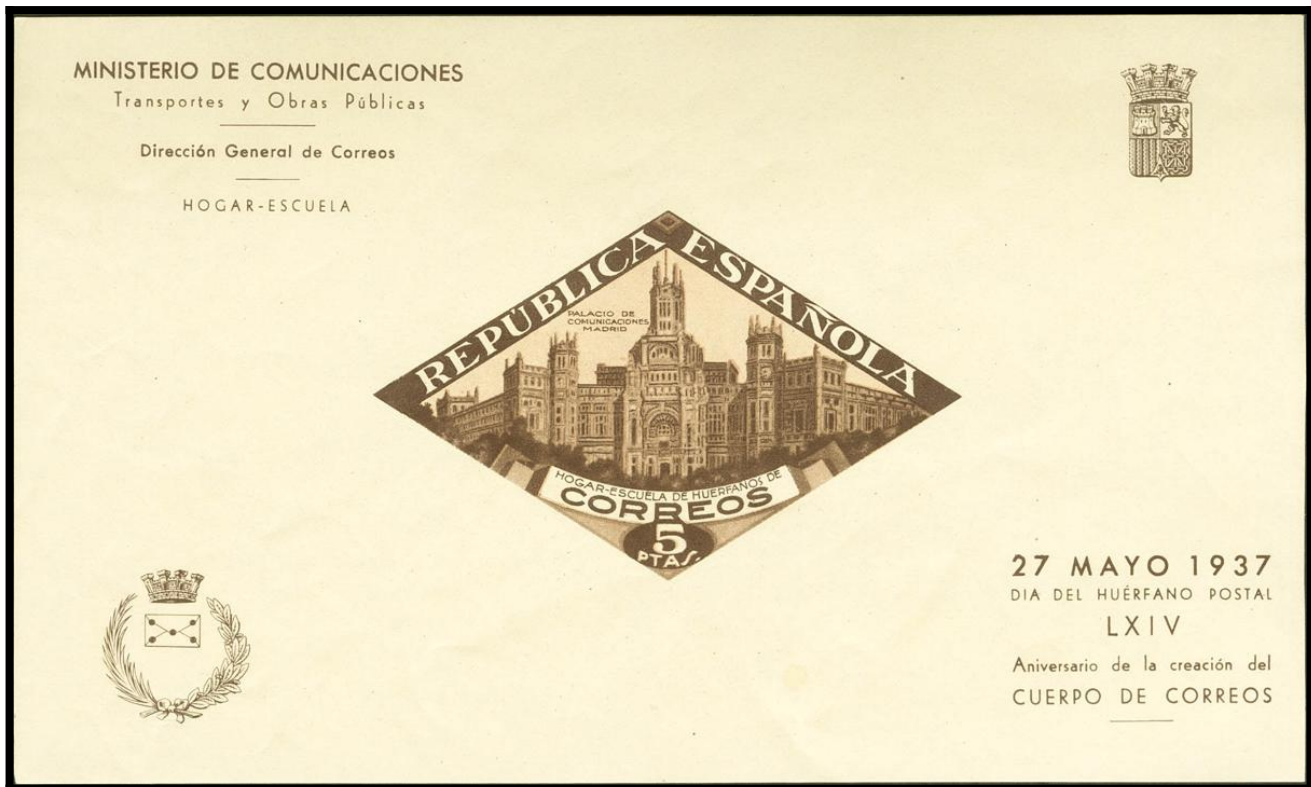 MINISTERIO DE COMUNICACIONES
Transportes y Obras Públicas
Dirección General de Correos
HOGAR-ESCUELA
REPÚBLICA ESPAÑOLA
PALACIO DE
COMUNICACIONES
MADRID
HOGAR-ESCUELA DE HUERFANOS DE
CORREOS
5
PTAS.
27 MAYO 1937
DIA DEL HUÉRFANO POSTAL
LXIV
Aniversario de la creación del
CUERPO DE CORREOS